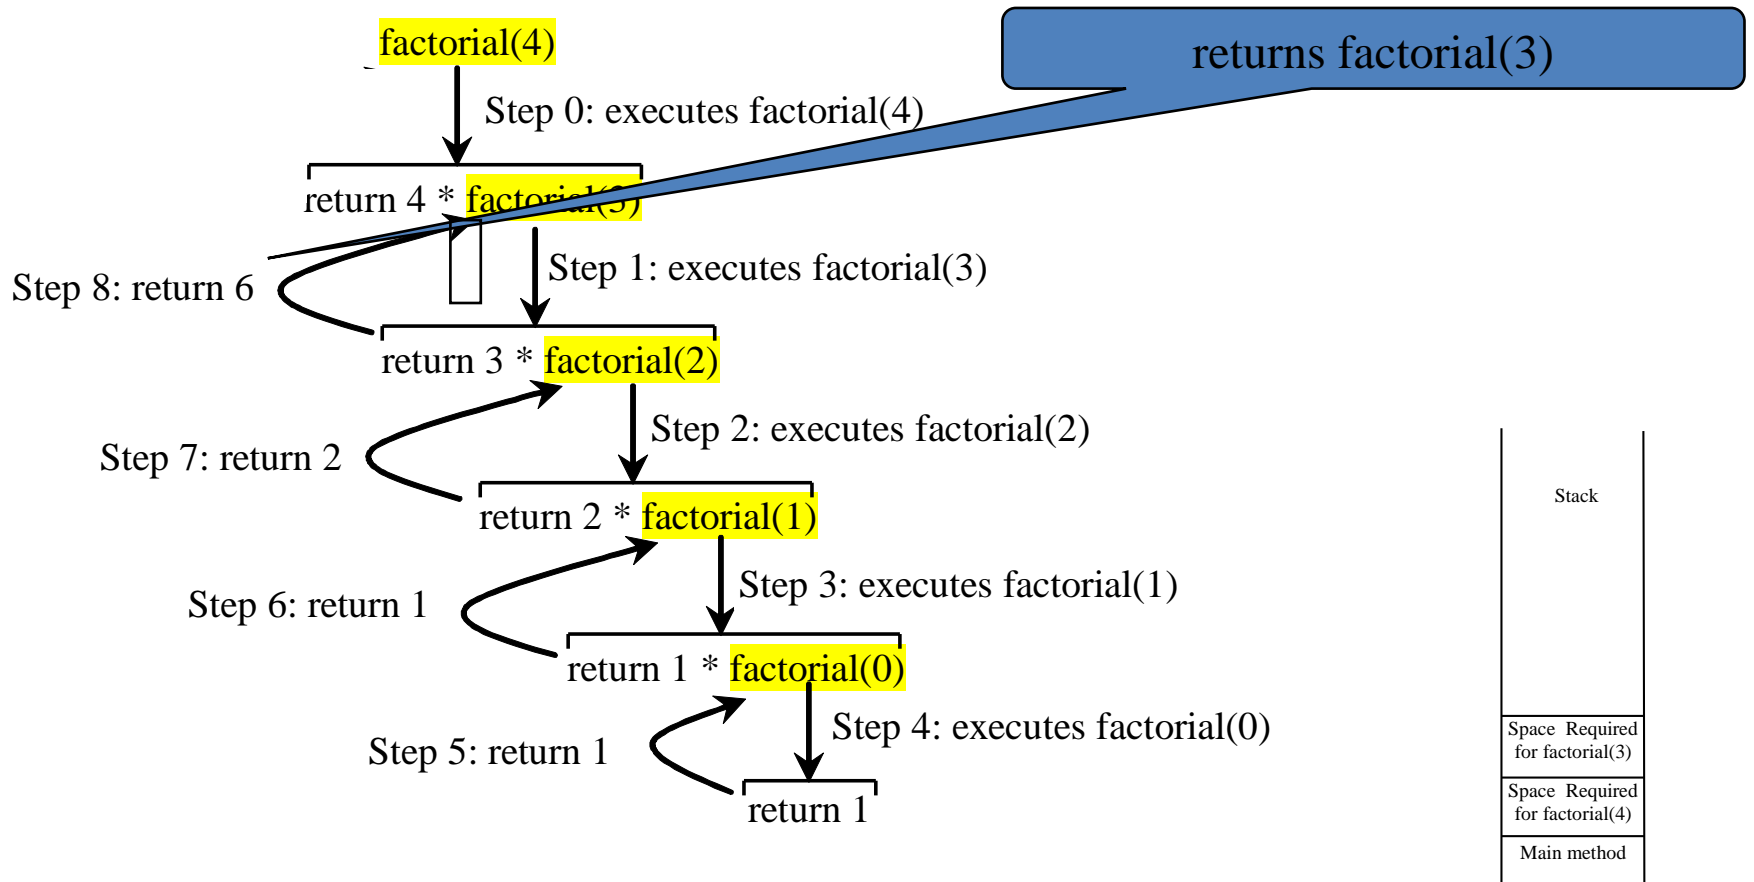 factorial(4)
returns factorial(3)
Step 0: executes factorial(4)
return 4 * factorial(3)
Step 1: executes factorial(3)
Step 8: return 6
return 3 * factorial(2)
Step 2: executes factorial(2)
Step 7: return 2
Stack
return 2 * factorial(1)
Step 3: executes factorial(1)
Step 6: return 1
return 1 * factorial(0)
Step 4: executes factorial(0)
Step 5: return 1
Space Required
for factorial(3)
return 1
Space Required
for factorial(4)
Main method